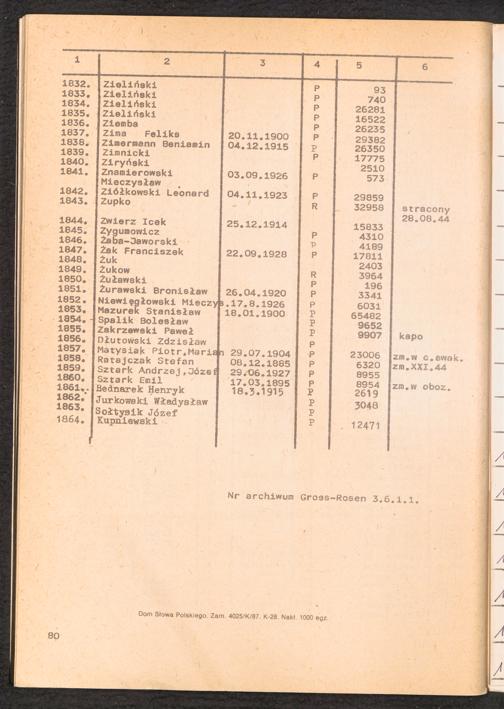 1 2 3 4 5 6
1832. Zieliński P 93
1833. Zieliński P 740
1834. Zieliński P 26281
1835. Zieliński P 16522
1836. Ziemba P 26235
1837. Zima Feliks 20.11.1900 P 29382
1838. Zimermann Beniamin 04.12.1915 P 26350
1839. Zimnicki P 17775
1840. Ziryński 2510
1841. Znamierowski 03.09.1926 P 573
Mieczysław
1842. Ziółkowski Leonard 04.11.1923 P 29859
1843. Zupko R 32958 stracony
28.08.44
1844. Zwierz Icek 25.12.1914 15833
1845. Zygumowicz P 4310
1846. Żaba-Jaworski P 4189
1847. Żak Franciszek 22.09.1928 P 17811
1848. Żuk 2403
1849. Żukow R 3964
1850. Żuławski P 196
1851. Żurawski Bronisław 26.04.1920 P 3341
1852. Niewięgłowski Mieczys.17.8.1926 P 6031
1853. Mazurek Stanisław 18.01.1900 P 65482
1854. Spalik Bolesław P 9652
1855. Zakrzewski Paweł P 9907 kapo
1856. Dłutowski Zdzisław P
1857. Matysiak Piotr,Marian 29.07.1904 P 23006 zm.w c.ewak.
1858. Ratajczak Stefan 08.12.1885 P 6320 zm.XXI.44
1859. Sztark Andrzej,Józef 29.06.1927 P 8955
1860. Sztark Emil 17.03.1895 P 8954 zm.w oboz.
1861. Bednarek Henryk 18.3.1915 P 2619
1862. Jurkowski Władysław P 3048
1863. Sołtysik Józef P
1864. Kupniewski P 12471
Nr archiwum Gross-Rosen 3.6.1.1.
Dom Słowa Polskiego. Zam. 4025/K/87. K-28. Nakł. 1000 egz.
80